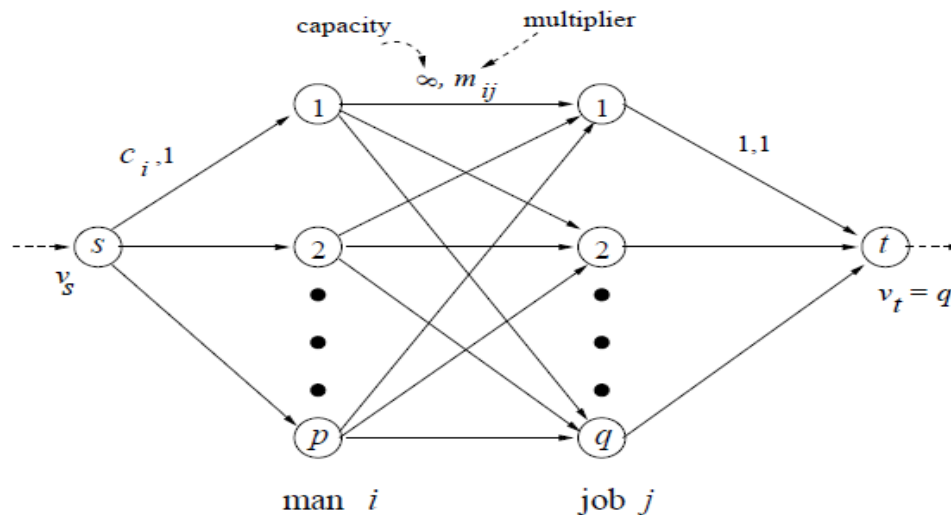 capacity
multiplier
∞, m_ij
1
1
c_i,1
1,1
s
2
2
t
v_s
v_t = q
p
q
man i
job j